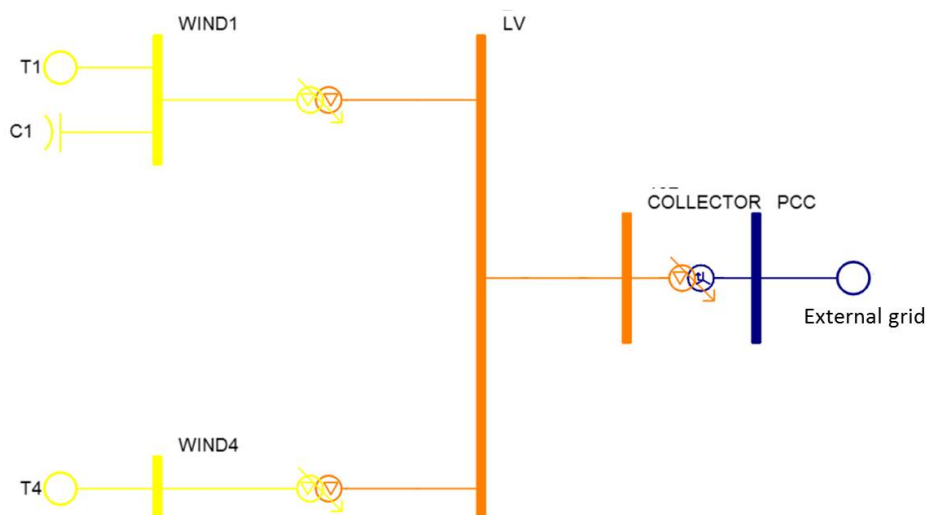 WIND1
LV
T1
C1
COLLECTOR PCC
External grid
WIND4
T4